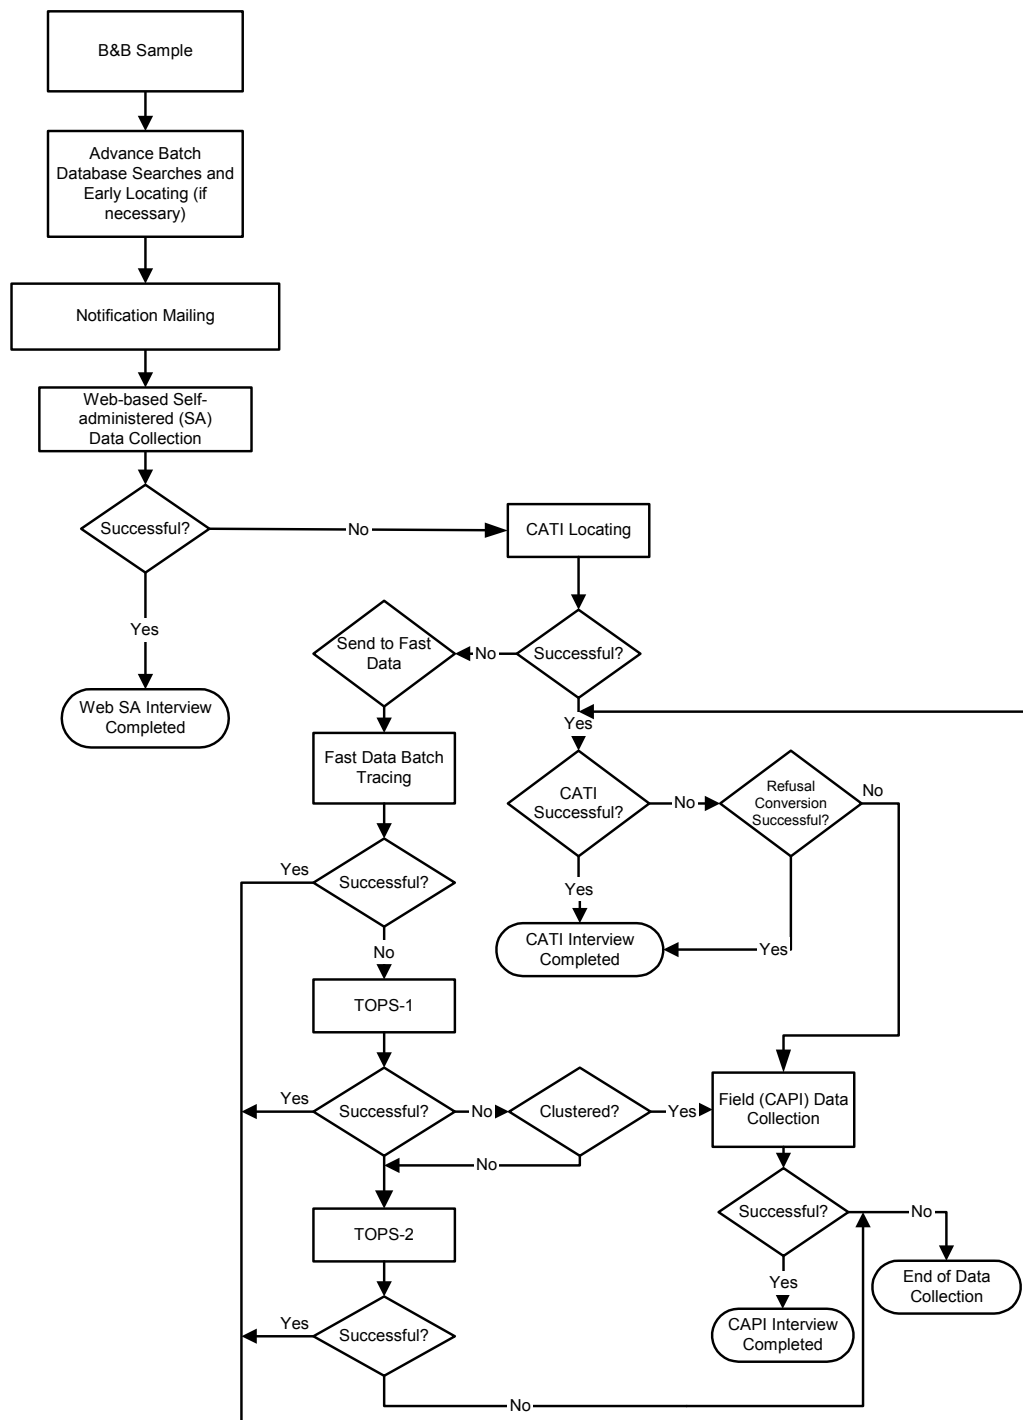 B&B Sample
Advance Batch
Database Searches and
Early Locating (if
necessary)
Notification Mailing
Web-based Self-
administered (SA)
Data Collection
Successful?
No
CATI Locating
Yes
Send to Fast
Data
No
Successful?
Web SA Interview
Completed
Yes
Fast Data Batch
Tracing
CATI
Successful?
No
Refusal
Conversion
Successful?
No
Yes
Successful?
Yes
No
CATI Interview
Completed
Yes
TOPS-1
Yes
Successful?
No
Clustered?
Yes
Field (CAPI) Data
Collection
No
TOPS-2
Successful?
No
Yes
End of Data
Collection
Yes
Successful?
CAPI Interview
Completed
No